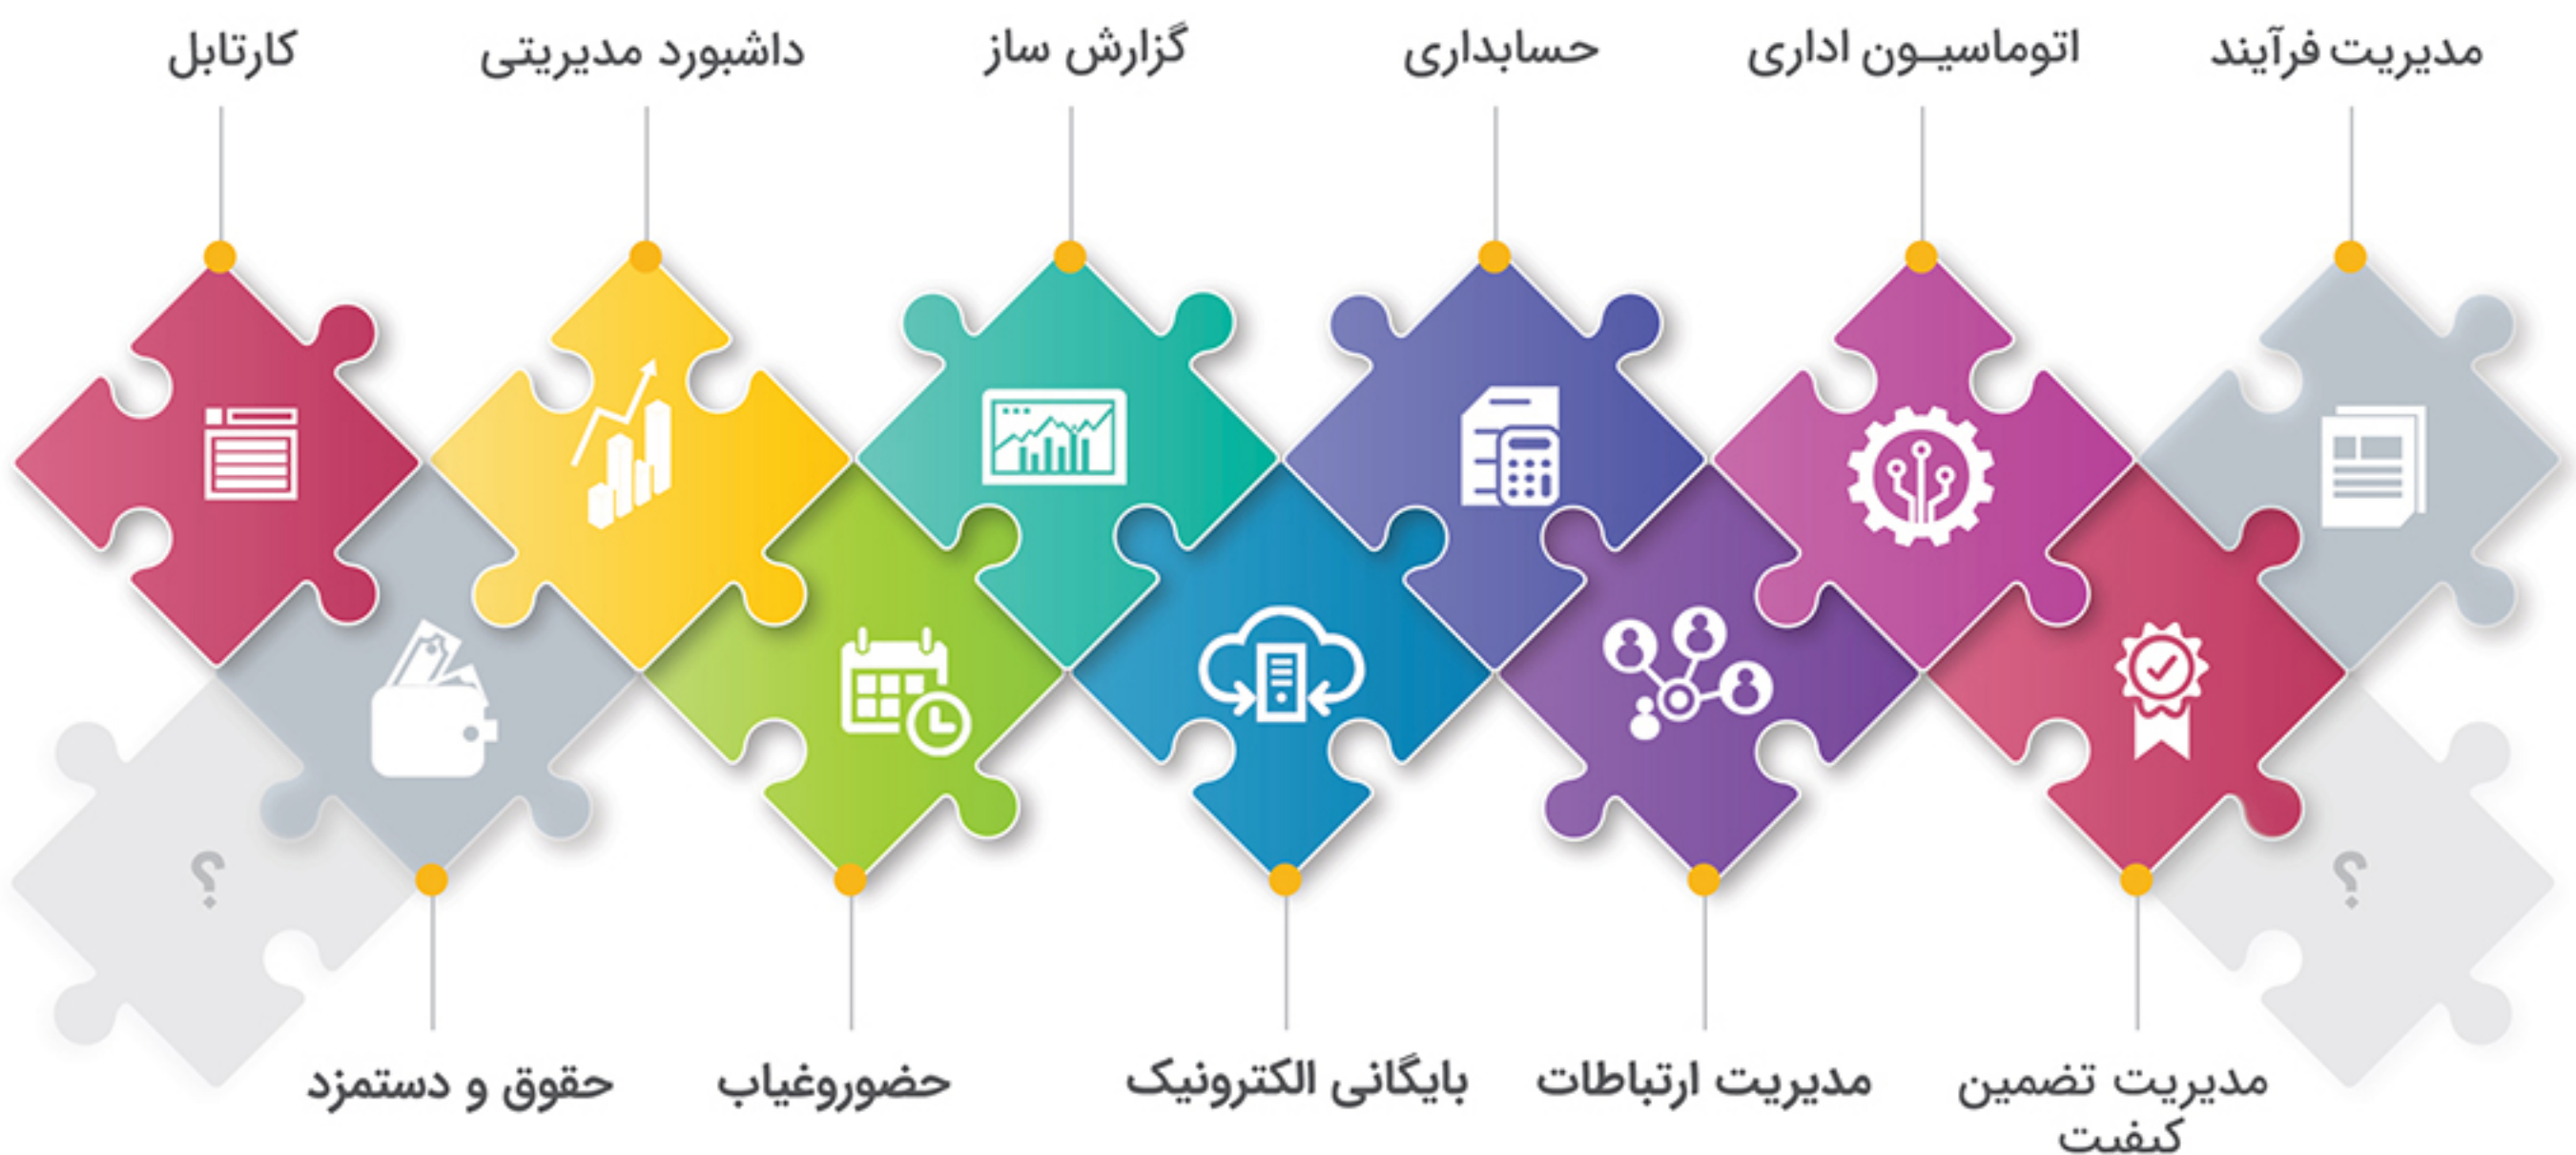 مدیریت فرآیند
اتوماسیـون اداری
حسابداری
گزارش ساز
داشبورد مدیریتی
کارتابل
؟
؟
مدیریت تضمین
کیفیت
مدیریت ارتباطات
بایگانی الکترونیک
حضوروغیاب
حقوق و دستمزد